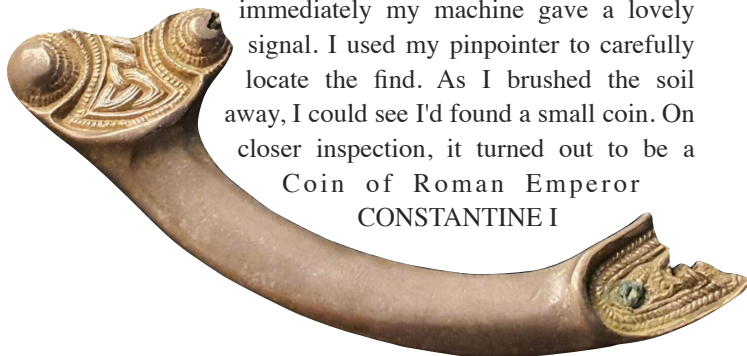 immediately my machine gave a lovely
signal. I used my pinpointer to carefully
locate the find. As I brushed the soil
away, I could see I'd found a small coin. On
closer inspection, it turned out to be a
Coin of Roman Emperor
CONSTANTINE I